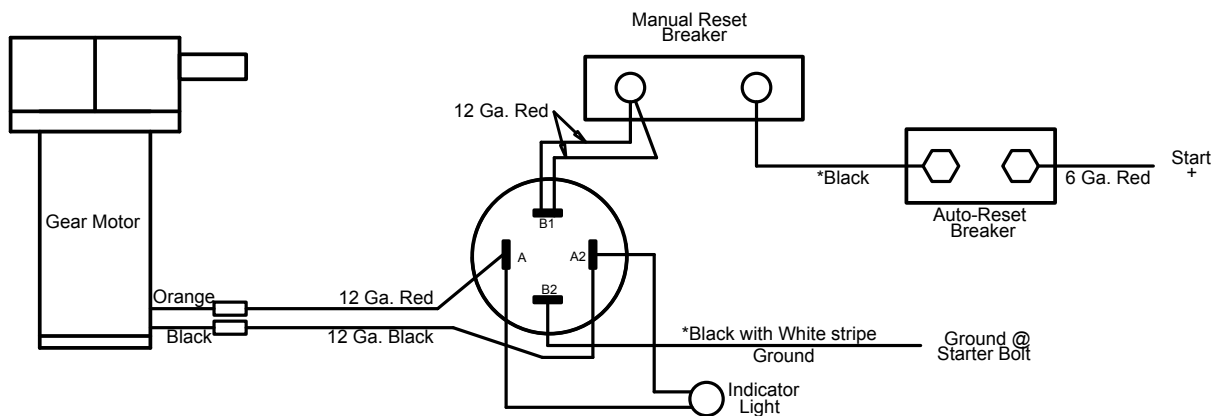 Manual Reset
Breaker
12 Ga. Red
*Black
6 Ga. Red
Start
+
Auto-Reset
Breaker
Gear Motor
B1
A
A2
B2
Orange
12 Ga. Red
Black
12 Ga. Black
*Black with White stripe
Ground
Ground @
Starter Bolt
Indicator
Light